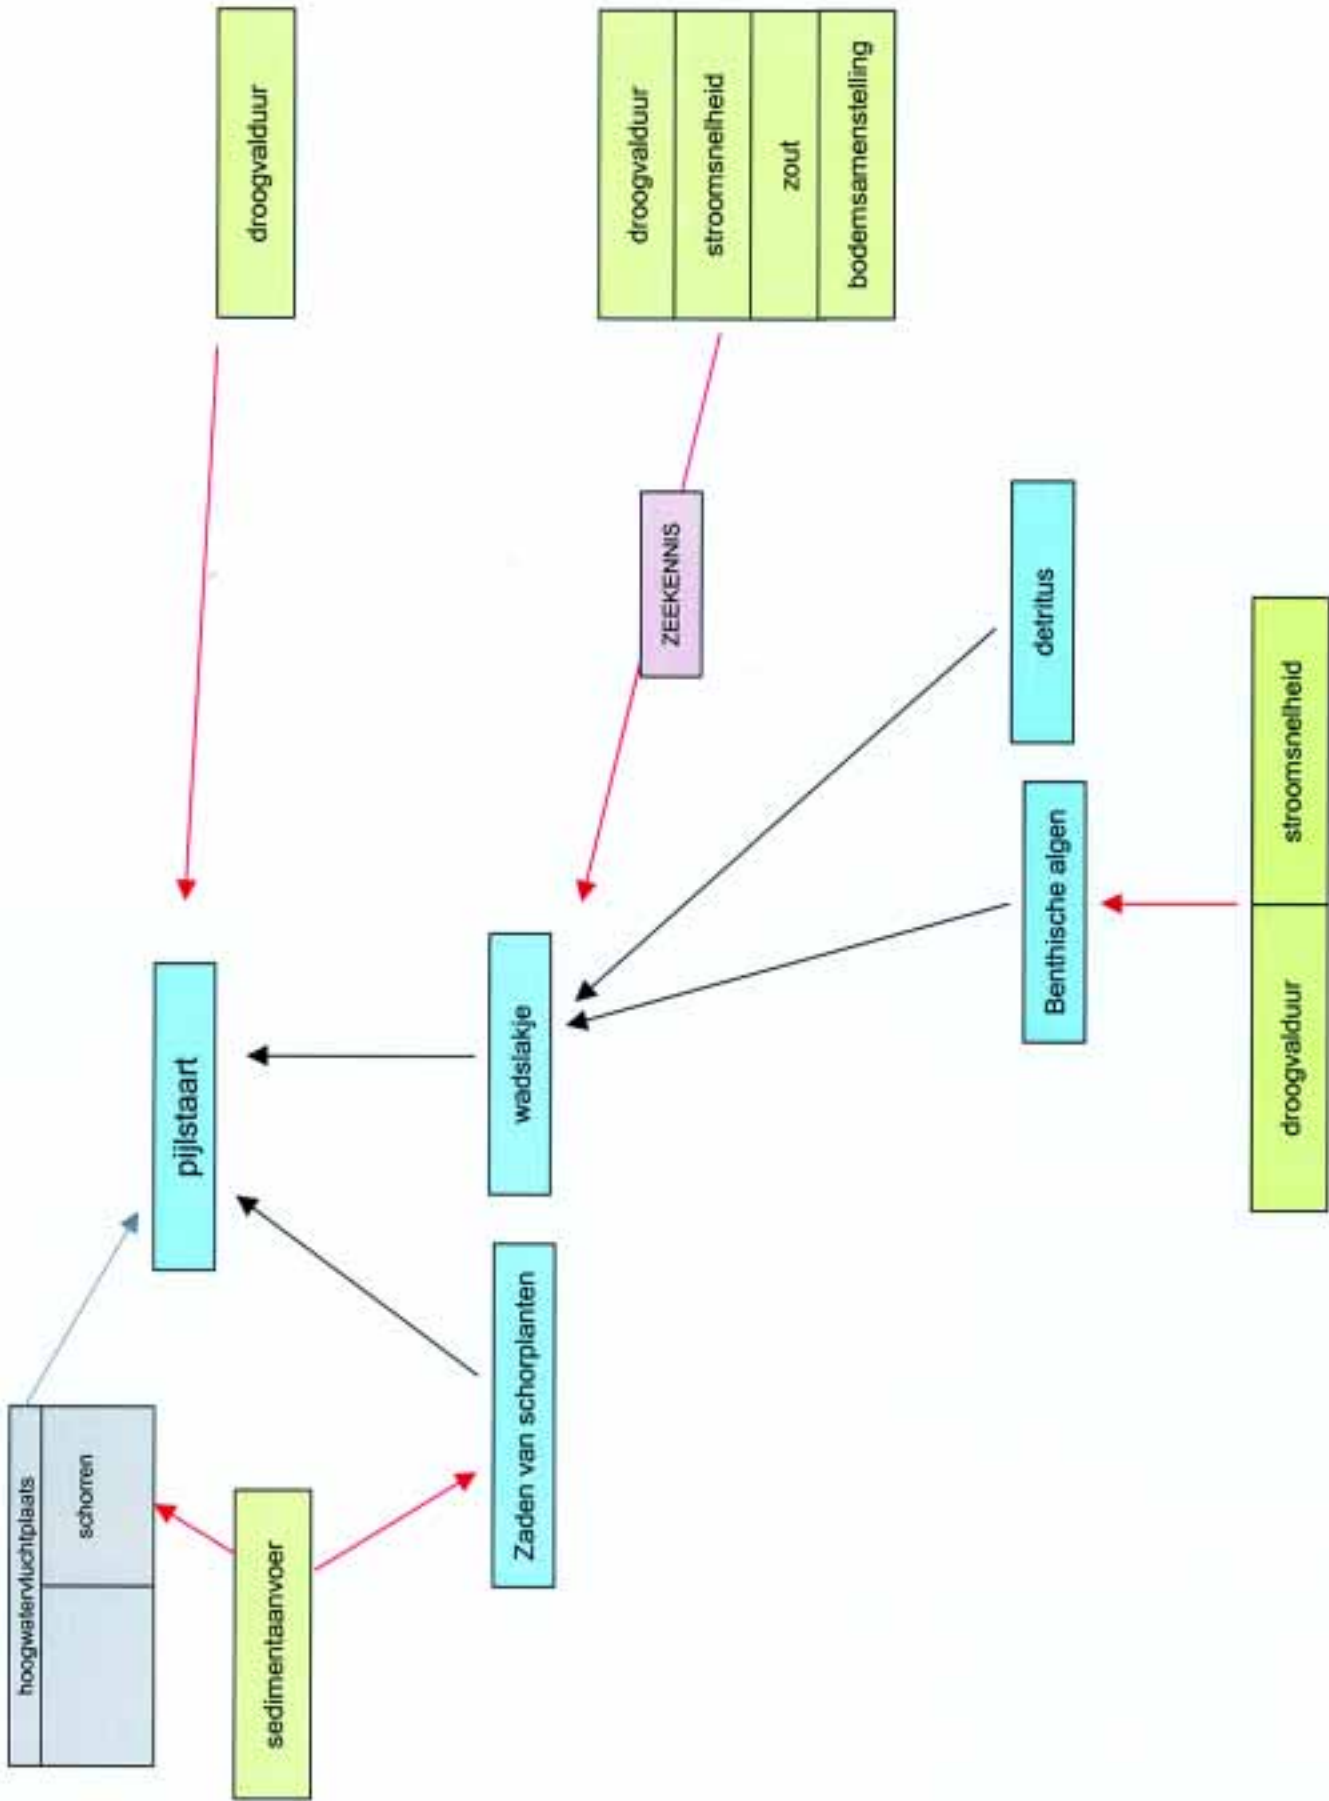 hoogwatervluchtplaats
schorren
pijlstaart
droogvalduur
sedimentaanvoer
Zaden van schorplanten
wadslakje
ZEEKENNIS
droogvalduur
stroomsnelheid
zout
bodemsamenstelling
Benthische algen
detritus
droogvalduur
stroomsnelheid